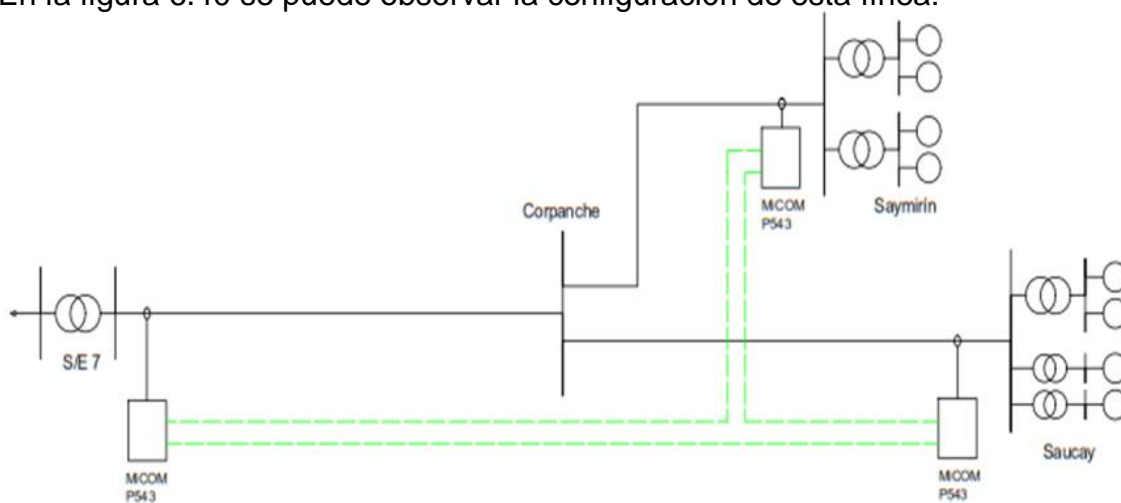 En la figura 3.40 se puede observar la configuración de esta línea.
MiCOM
P543
Saymirín
Corpanche
S/E 7
MiCOM
P543
MiCOM
P543
Saucay